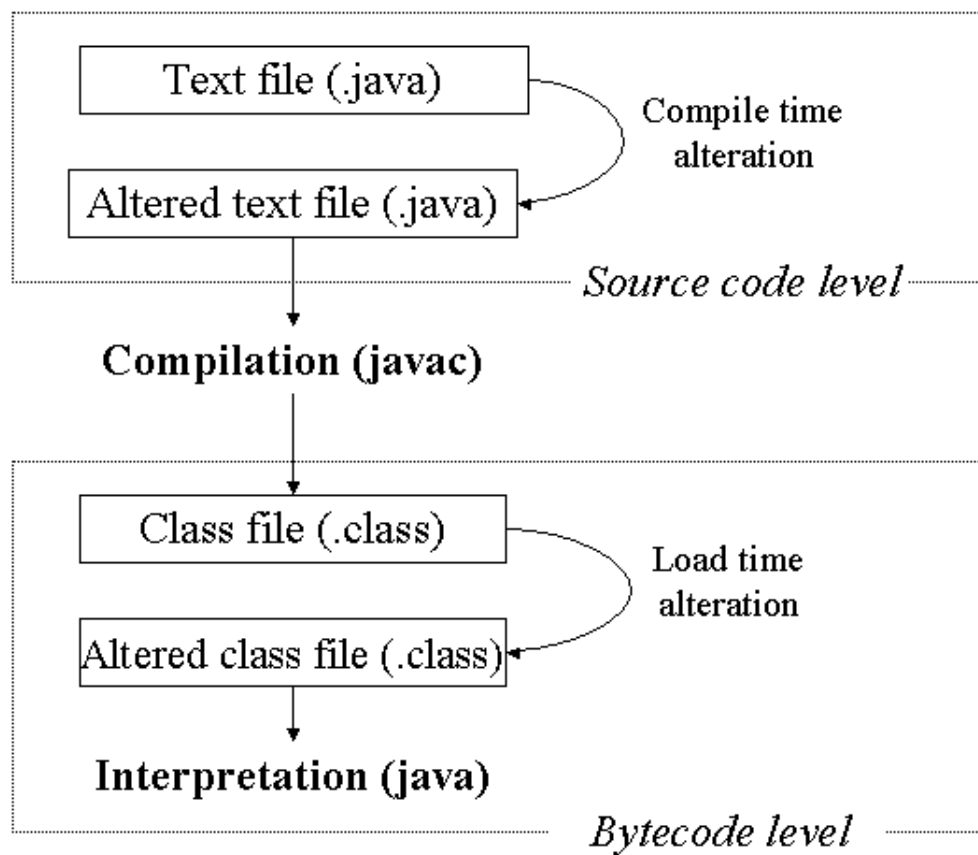 Text file (.java)
Compile time
alteration
Altered text file (.java)
Source code level
Compilation (javac)
Class file (.class)
Load time
alteration
Altered class file (.class)
Interpretation (java)
Bytecode level